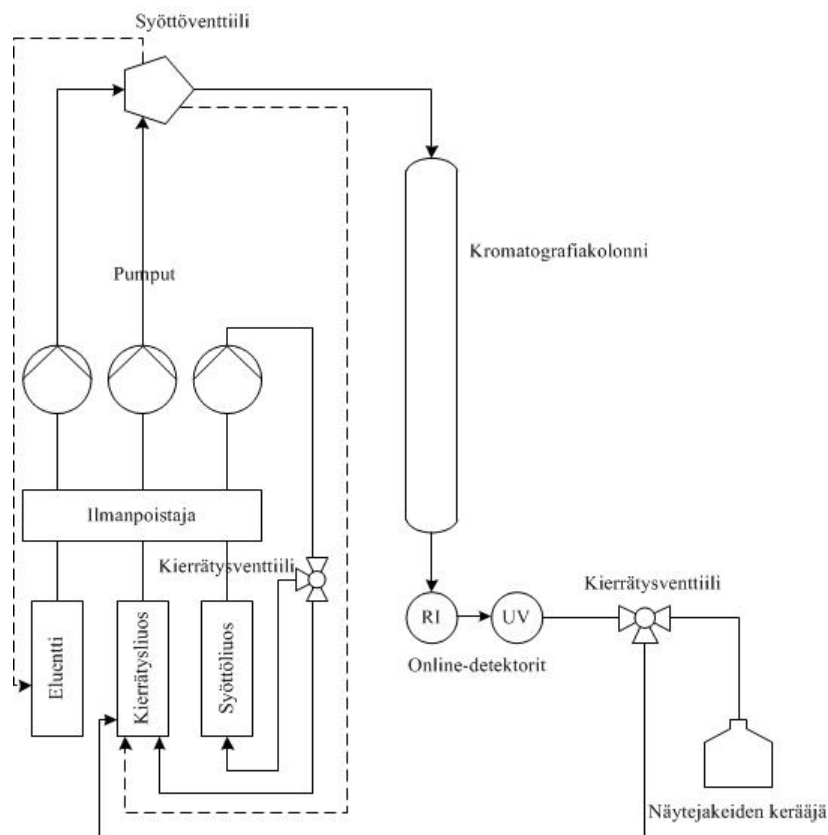 Syöttöventtiili
Kromatografiakolonni
Pumput
Ilmanpoistaja
Kierrätysventtiili
Kierrätysventtiili
Eluentti
Kierrätysliuos
Syöttöliuos
RI
UV
Online-detektorit
Näytejakeiden kerääjä